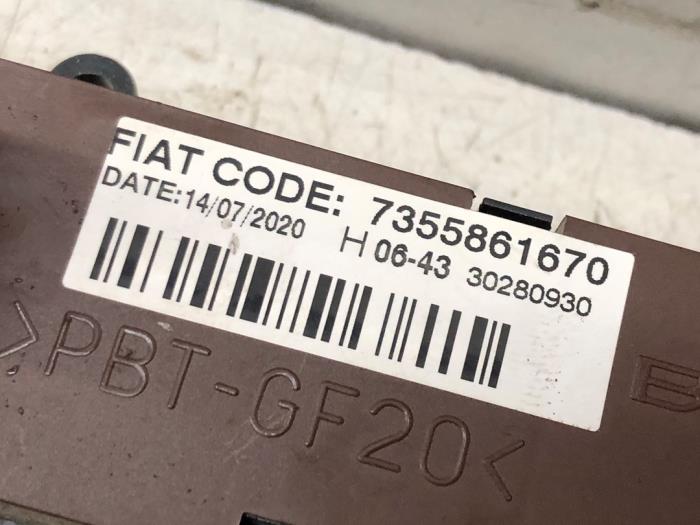 FIAT CODE: 7355861670
DATE:14/07/2020 H 06-43 30280930
>PBT-GF20<